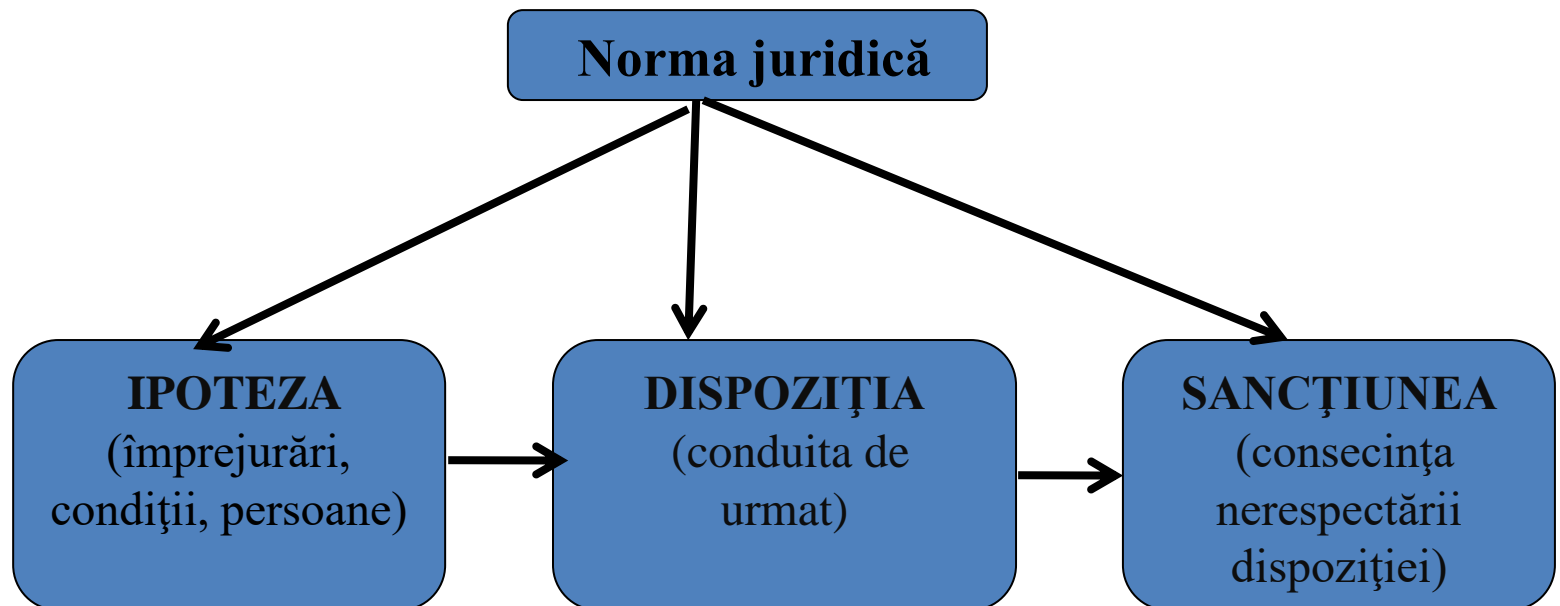 Norma juridică
IPOTEZA
(împrejurări,
condiţii, persoane)
DISPOZIŢIA
(conduita de
urmat)
SANCŢIUNEA
(consecinţa
nerespectării
dispoziţiei)